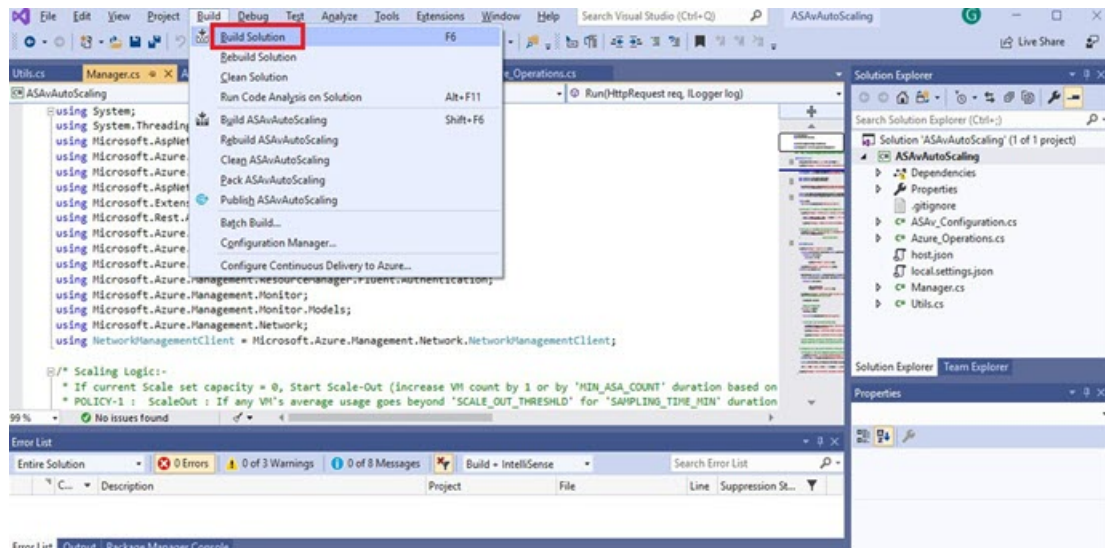 File Edit View Project Build Debug Test Analyze Tools Extensions Window Help Search Visual Studio (Ctrl+Q) ASAvAutoScaling G
Live Share
Build Solution F6
Rebuild Solution
Clean Solution
Run Code Analysis on Solution Alt+F11
Build ASAvAutoScaling Shift+F6
Rebuild ASAvAutoScaling
Clean ASAvAutoScaling
Pack ASAvAutoScaling
Publish ASAvAutoScaling
Batch Build...
Configuration Manager...
Configure Continuous Delivery to Azure...
Utils.cs Manager.cs A e_Operations.cs
ASAvAutoScaling Run(HttpRequest req, ILogger log)
using System;
using System.Threading
using Microsoft.AspNet
using Microsoft.Azure.
using Microsoft.Azure.
using Microsoft.AspNet
using Microsoft.Extens
using Microsoft.Rest.A
using Microsoft.Azure.
using Microsoft.Azure.
using Microsoft.Azure.
using Microsoft.Azure.Management.ResourceManager.Fluent.Authentication;
using Microsoft.Azure.Management.Monitor;
using Microsoft.Azure.Management.Monitor.Models;
using Microsoft.Azure.Management.Network;
using NetworkManagementClient = Microsoft.Azure.Management.Network.NetworkManagementClient;
/* Scaling Logic:-
* If current Scale set capacity = 0, Start Scale-Out (increase VM count by 1 or by 'MIN_ASA_COUNT' duration based on
* POLICY-1 : ScaleOut : If any VM's average usage goes beyond 'SCALE_OUT_THRESHLD' for 'SAMPLING_TIME_MIN' duration
99 % No issues found
Error List
Entire Solution 0 Errors 0 of 3 Warnings 0 of 8 Messages Build + IntelliSense Search Error List
C... Description Project File Line Suppression St...
Error List Output Package Manager Console
Solution Explorer
Search Solution Explorer (Ctrl+;)
Solution 'ASAvAutoScaling' (1 of 1 project)
ASAvAutoScaling
Dependencies
Properties
.gitignore
ASAv_Configuration.cs
Azure_Operations.cs
host.json
local.settings.json
Manager.cs
Utils.cs
Solution Explorer Team Explorer
Properties